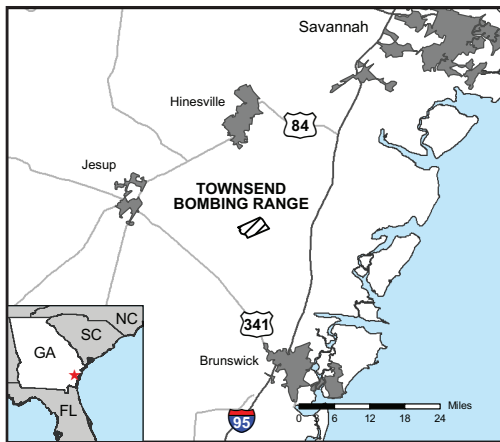 Savannah
Hinesville
84
Jesup
TOWNSEND
BOMBING RANGE
341
Brunswick
NC
SC
GA
FL
95
Miles
0 3 6 12 18 24